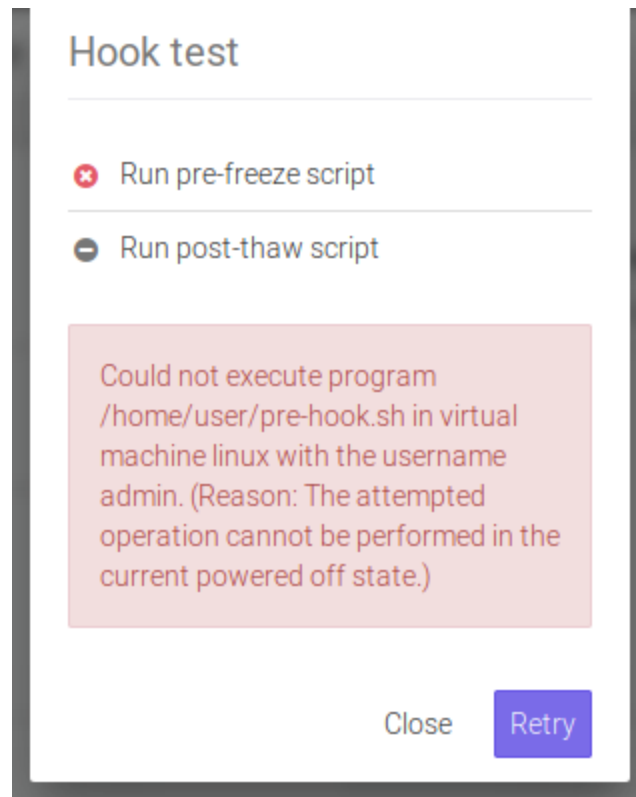 Hook test
Run pre-freeze script
Run post-thaw script
Could not execute program
/home/user/pre-hook.sh in virtual
machine linux with the username
admin. (Reason: The attempted
operation cannot be performed in the
current powered off state.)
Close
Retry